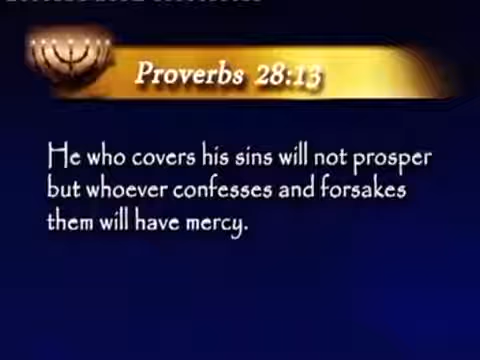 Proverbs 28:13
He who covers his sins will not prosper
but whoever confesses and forsakes
them will have mercy.